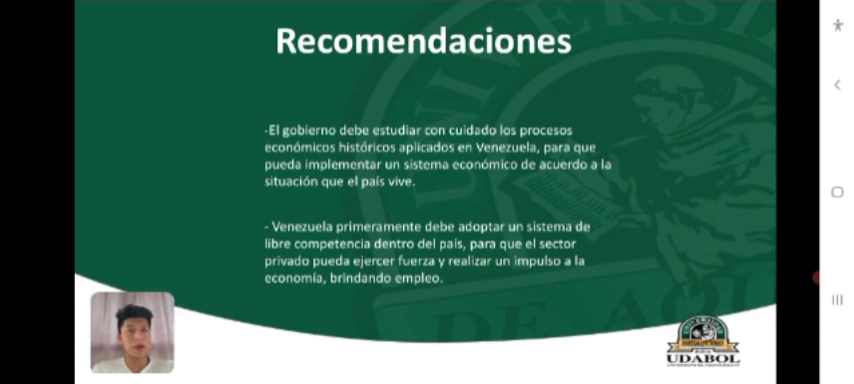 Recomendaciones
-El gobierno debe estudiar con cuidado los procesos
económicos históricos aplicados en Venezuela, para que
pueda implementar un sistema económico de acuerdo a la
situación que el país vive.
- Venezuela primeramente debe adoptar un sistema de
libre competencia dentro del país, para que el sector
privado pueda ejercer fuerza y realizar un impulso a la
economía, brindando empleo.
DE AQU
UDABOL